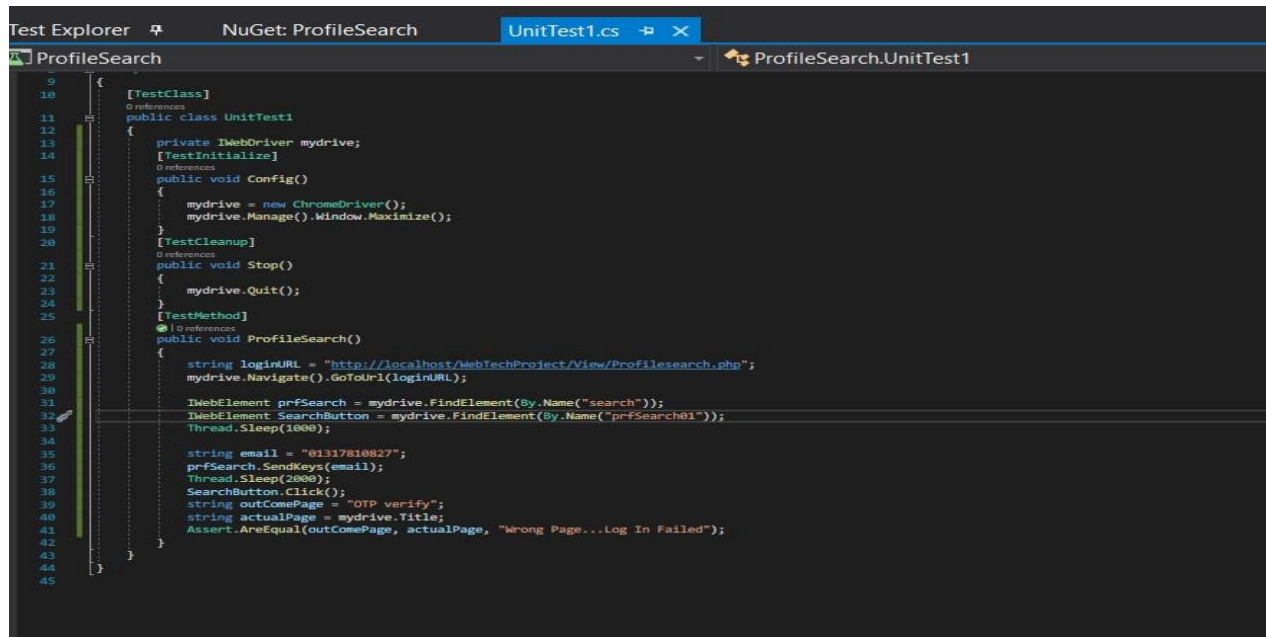 Test Explorer NuGet: ProfileSearch UnitTest1.cs
ProfileSearch ProfileSearch.UnitTest1
9 {
10 [TestClass]
0 references
11 public class UnitTest1
12 {
13 private IWebDriver mydrive;
14 [TestInitialize]
0 references
15 public void Config()
16 {
17 mydrive = new ChromeDriver();
18 mydrive.Manage().Window.Maximize();
19 }
20 [TestCleanup]
0 references
21 public void Stop()
22 {
23 mydrive.Quit();
24 }
25 [TestMethod]
0 references
26 public void ProfileSearch()
27 {
28 string loginURL = "http://localhost/WebTechProject/View/Profilesearch.php";
29 mydrive.Navigate().GoToUrl(loginURL);
30
31 IWebElement prfSearch = mydrive.FindElement(By.Name("search"));
32 IWebElement SearchButton = mydrive.FindElement(By.Name("prfSearch01"));
33 Thread.Sleep(1000);
34
35 string email = "01317810827";
36 prfSearch.SendKeys(email);
37 Thread.Sleep(2000);
38 SearchButton.Click();
39 string outComePage = "OTP verify";
40 string actualPage = mydrive.Title;
41 Assert.AreEqual(outComePage, actualPage, "Wrong Page...Log In Failed");
42 }
43 }
44 }
45